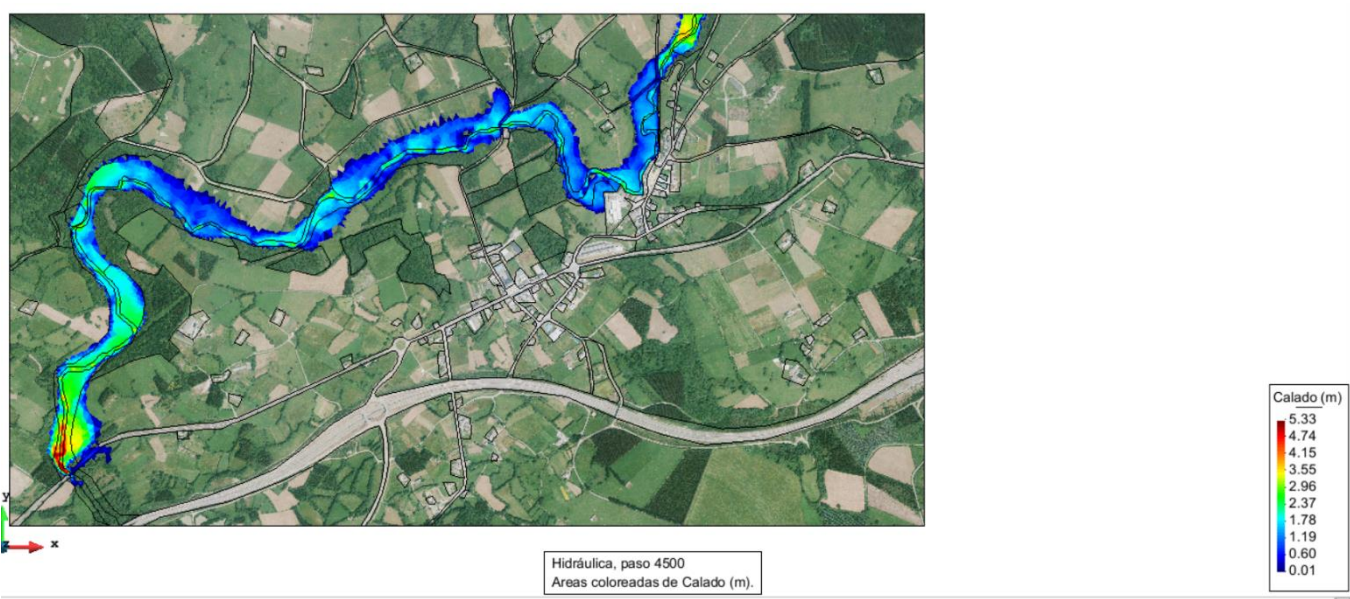 Calado (m)
5.33
4.74
4.15
3.55
2.96
2.37
1.78
1.19
0.60
0.01
y
z
x
Hidráulica, paso 4500
Areas coloreadas de Calado (m).